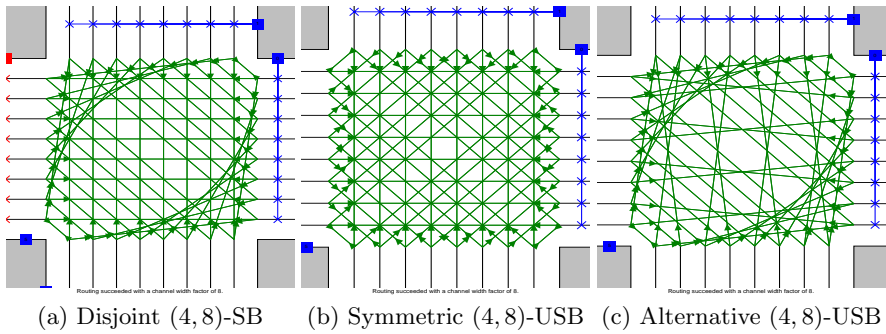 Routing succeeded with a channel width factor of 8. Routing succeeded with a channel width factor of 8. Routing succeeded with a channel width factor of 8.
(a) Disjoint (4, 8)-SB (b) Symmetric (4, 8)-USB (c) Alternative (4, 8)-USB